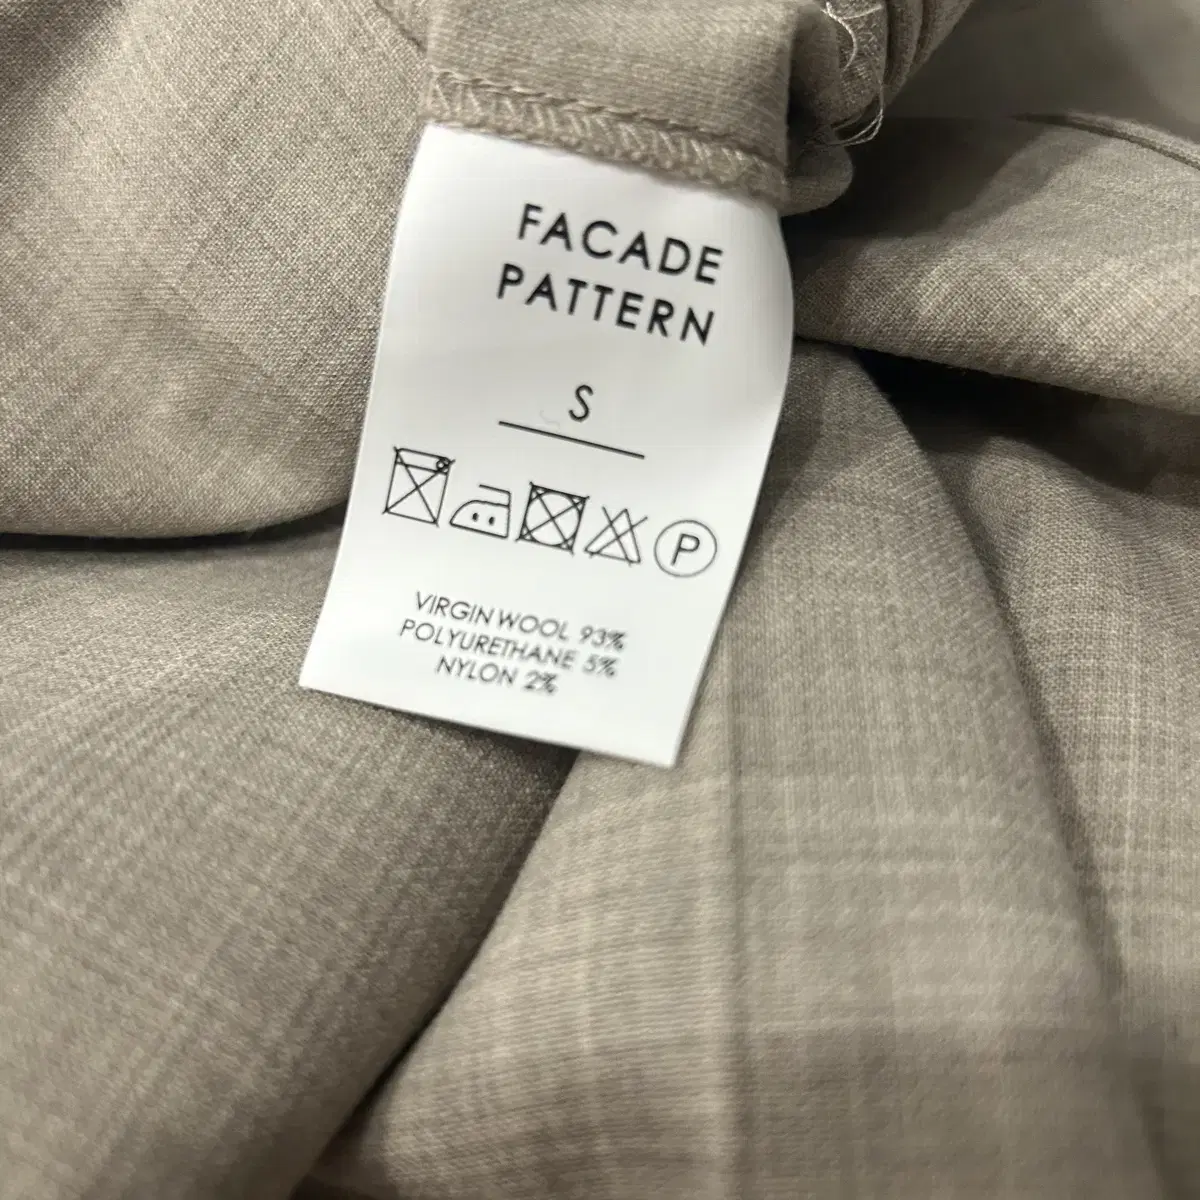 FACADE
PATTERN
S
P
VIRGIN WOOL 93%
POLYURETHANE 5%
NYLON 2%